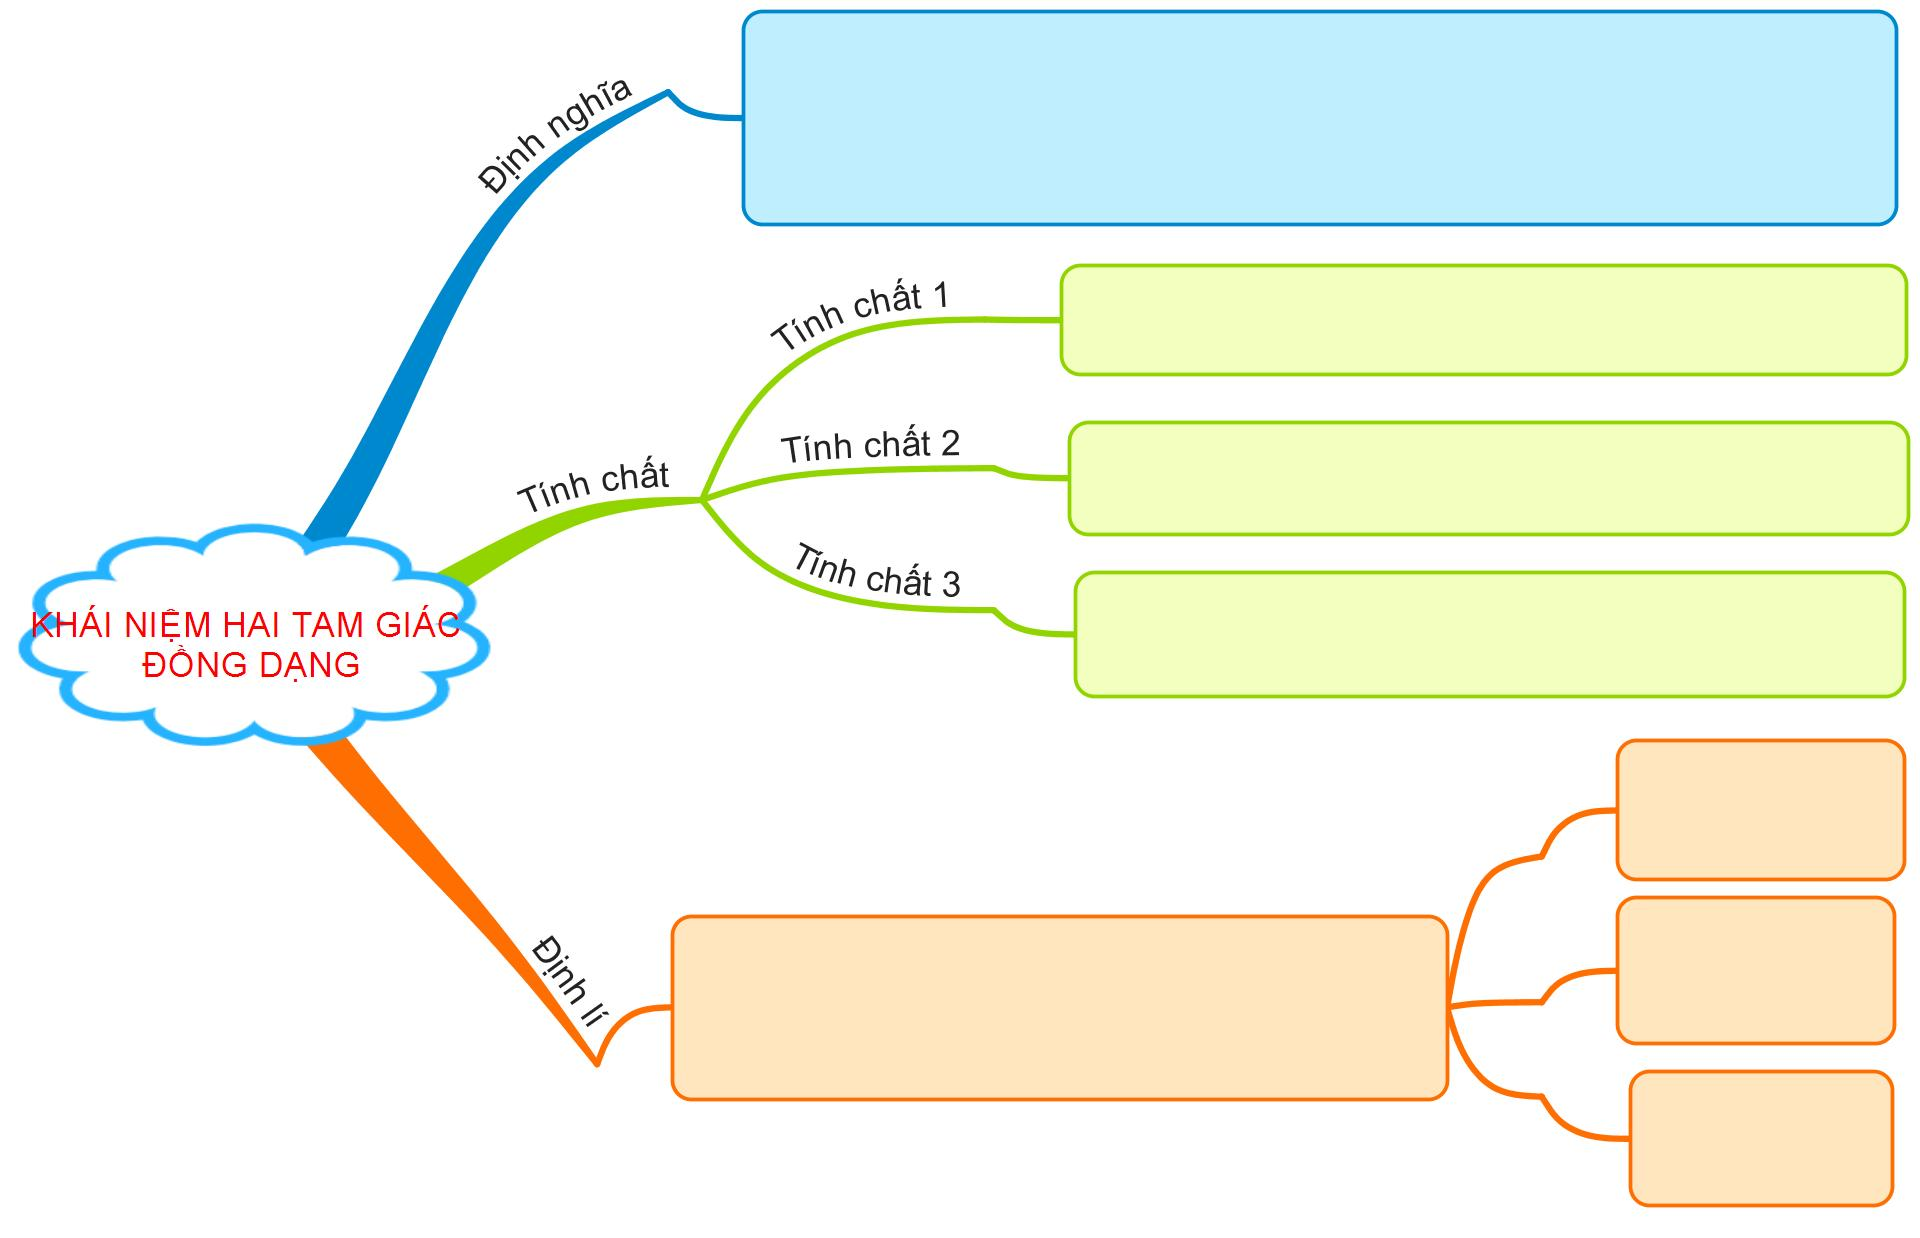 Định nghĩa
Tính chất 1
Tính chất 2
Tính chất
Tính chất 3
KHÁI NIỆM HAI TAM GIÁC
ĐỒNG DẠNG
Định lí